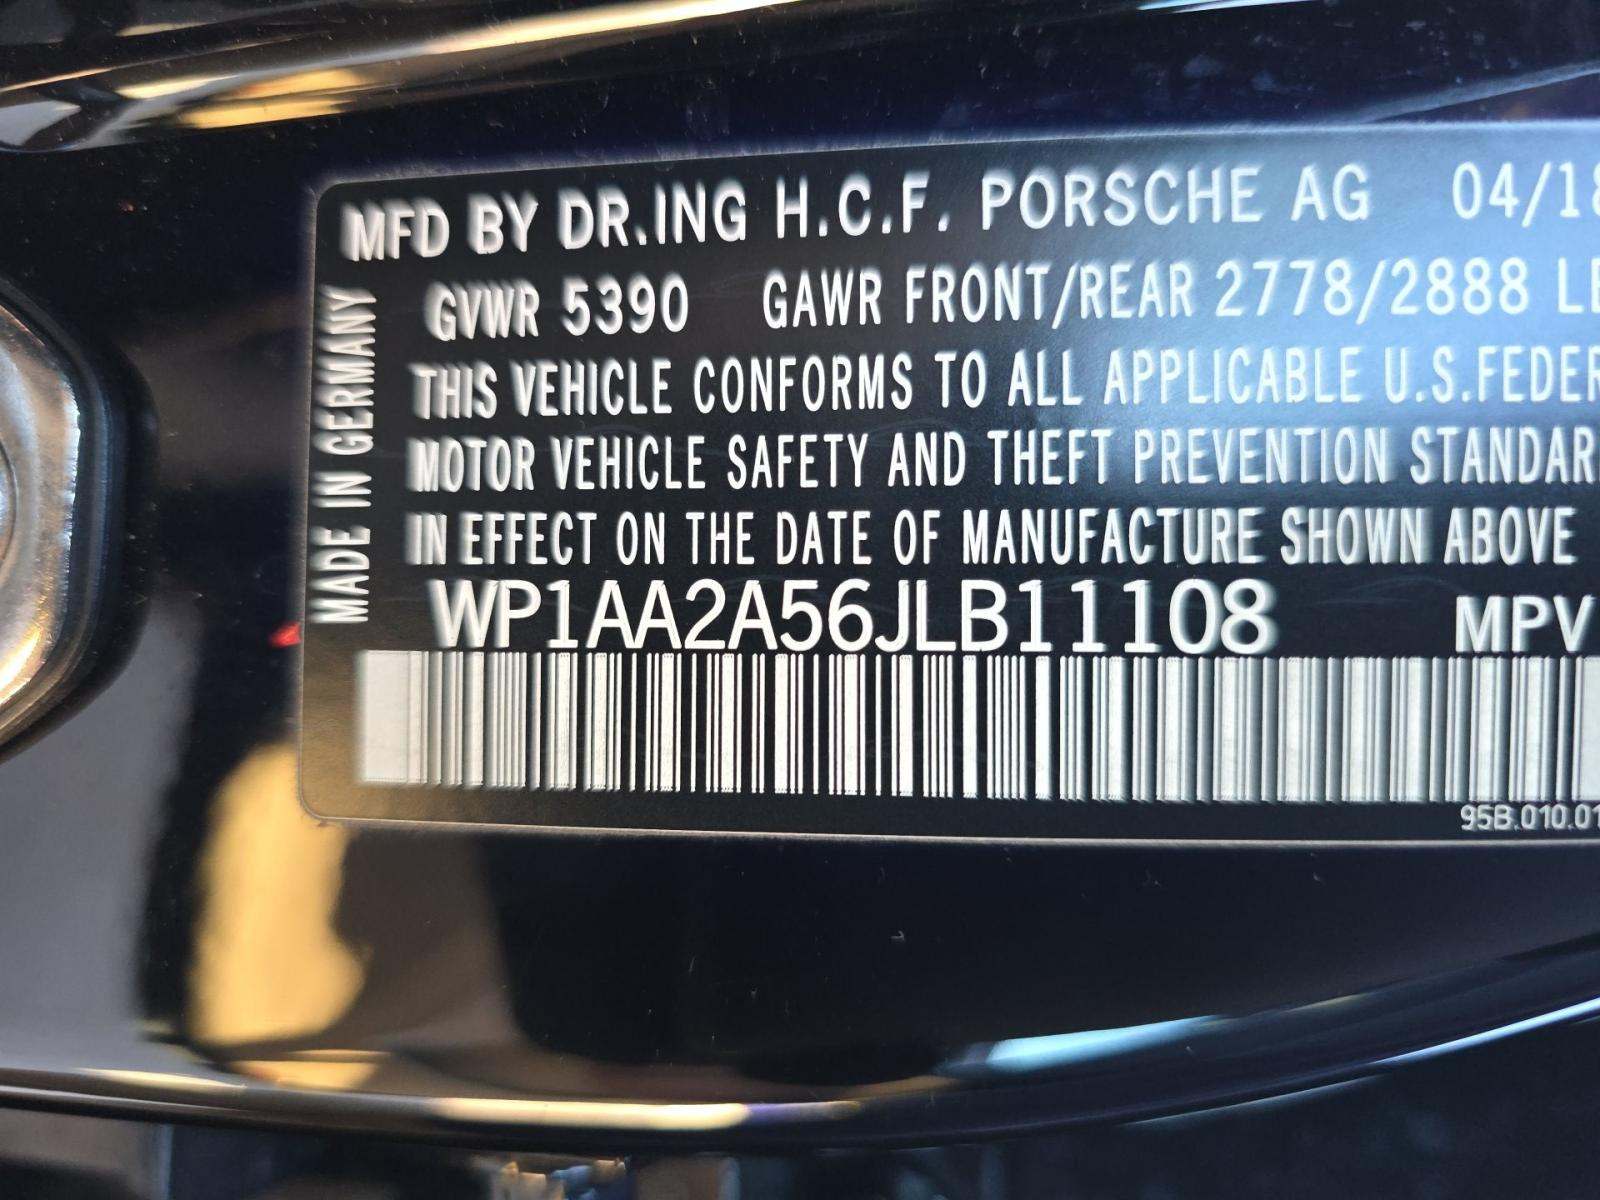 MFD BY DR.ING H.C.F. PORSCHE AG 04/18
GVWR 5390 GAWR FRONT/REAR 2778/2888 LB
THIS VEHICLE CONFORMS TO ALL APPLICABLE U.S.FEDER
MOTOR VEHICLE SAFETY AND THEFT PREVENTION STANDAR
IN EFFECT ON THE DATE OF MANUFACTURE SHOWN ABOVE
WP1AA2A56JLB11108 MPV
95B.010.01
MADE IN GERMANY